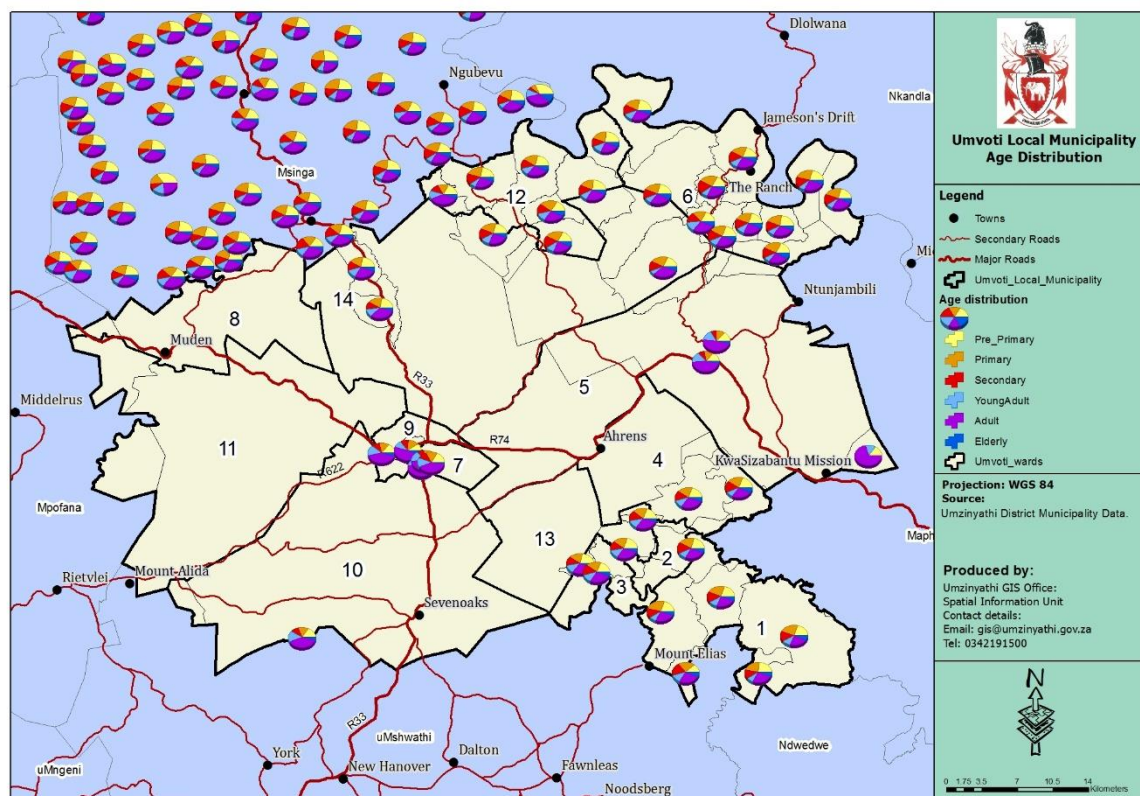 Dlolwana
Ngubevu
Nkandla
Jameson's Drift
Msinga
12
6
The Ranch
14
8
Ntunjambili
Muden
R33
5
Middelrus
9
R74
Ahrens
11
7
4
R622
KwaSizabantu Mission
Mpofana
Maph
13
2
Rietvlei
Mount Alida
10
3
Sevenoaks
1
Mount Elias
R33
uMshwathi
Ndwedwe
York
Dalton
uMngeni
New Hanover
Fawnleas
Noodsberg
Umvoti Local Municipality
Age Distribution
Legend
Towns
Secondary Roads
Major Roads
Umvoti_Local_Municipality
Age distribution
Pre_Primary
Primary
Secondary
YoungAdult
Adult
Elderly
Umvoti_wards
Projection: WGS 84
Source:
Umzinyathi District Municipality Data.
Produced by:
Umzinyathi GIS Office:
Spatial Information Unit
Contact details:
Email: gis@umzinyathi.gov.za
Tel: 0342191500
N
0 1.75 3.5 7 10.5 14
Kilometers